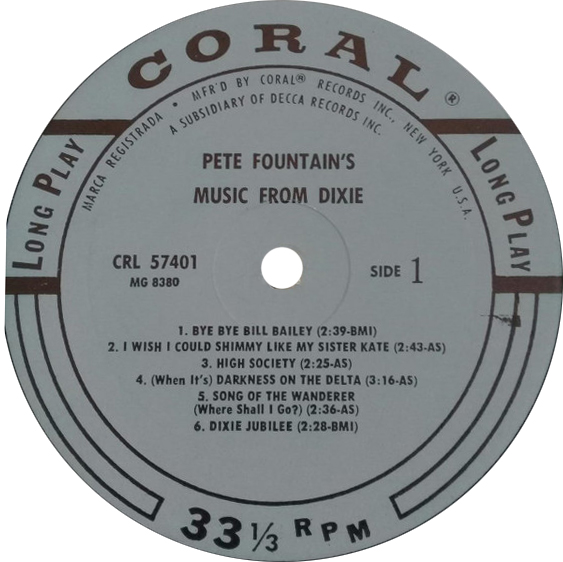 CORAL®
MARCA REGISTRADA • MFR'D BY CORAL® RECORDS INC., NEW YORK U.S.A.
A SUBSIDIARY OF DECCA RECORDS INC.
LONG PLAY
LONG PLAY
PETE FOUNTAIN'S
MUSIC FROM DIXIE
CRL 57401
MG 8380
SIDE 1
1. BYE BYE BILL BAILEY (2:39-BMI)
2. I WISH I COULD SHIMMY LIKE MY SISTER KATE (2:43-AS)
3. HIGH SOCIETY (2:25-AS)
4. (When It's) DARKNESS ON THE DELTA (3:16-AS)
5. SONG OF THE WANDERER
(Where Shall I Go?) (2:36-AS)
6. DIXIE JUBILEE (2:28-BMI)
33 1/3 RPM